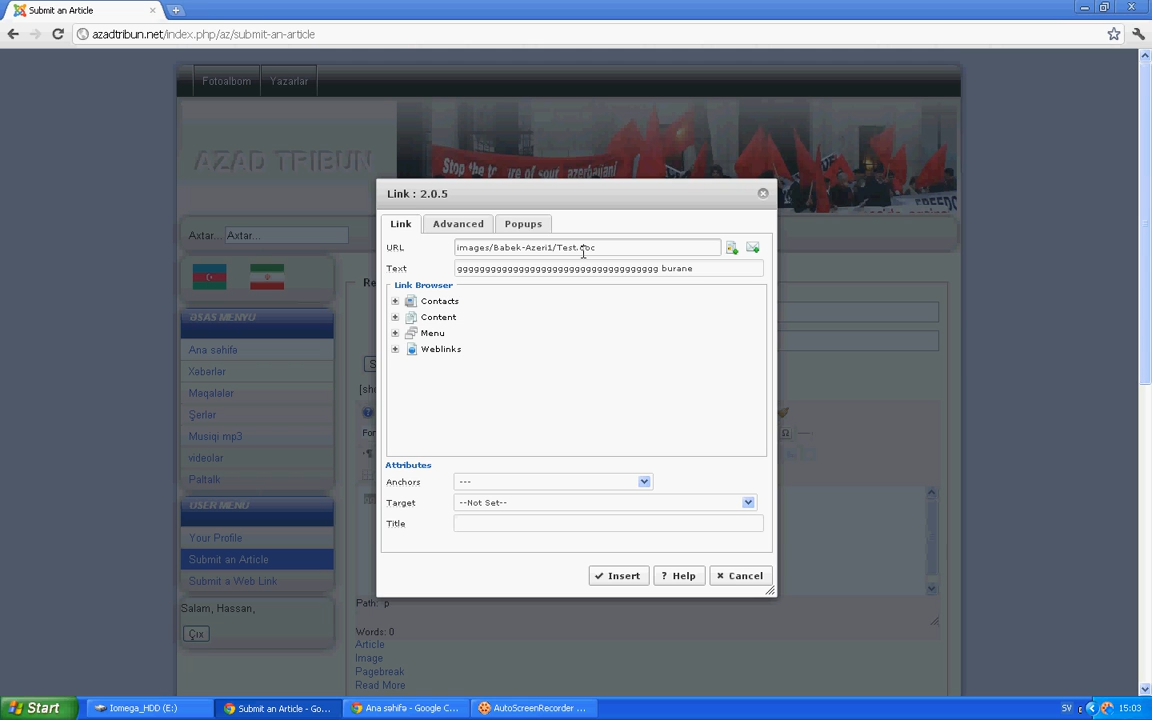 Submit an Article
azadtribun.net/index.php/az/submit-an-article
Fotoalbom
Yazarlar
AZAD TRIBUN
Stop the
azerbaijani
Axtar...
Axtar...
ƏSAS MENYU
Ana səhifə
Xəbərlər
Məqalələr
Şerlər
Musiqi mp3
videolar
Paltalk
USER MENU
Your Profile
Submit an Article
Submit a Web Link
Salam, Hassan,
Çıx
Link : 2.0.5
Link
Advanced
Popups
URL
images/Babek-Azeri1/Test.doc
Text
gggggggggggggggggggggggggggggggggggg burane
Link Browser
Contacts
Content
Menu
Weblinks
Attributes
Anchors
---
Target
--Not Set--
Title
Insert
Help
Cancel
Path: p
Words: 0
Article
Image
Pagebreak
Read More
Start
Iomega_HDD (E:)
Submit an Article - Go...
Ana səhifə - Google C...
AutoScreenRecorder ...
SV
15:03